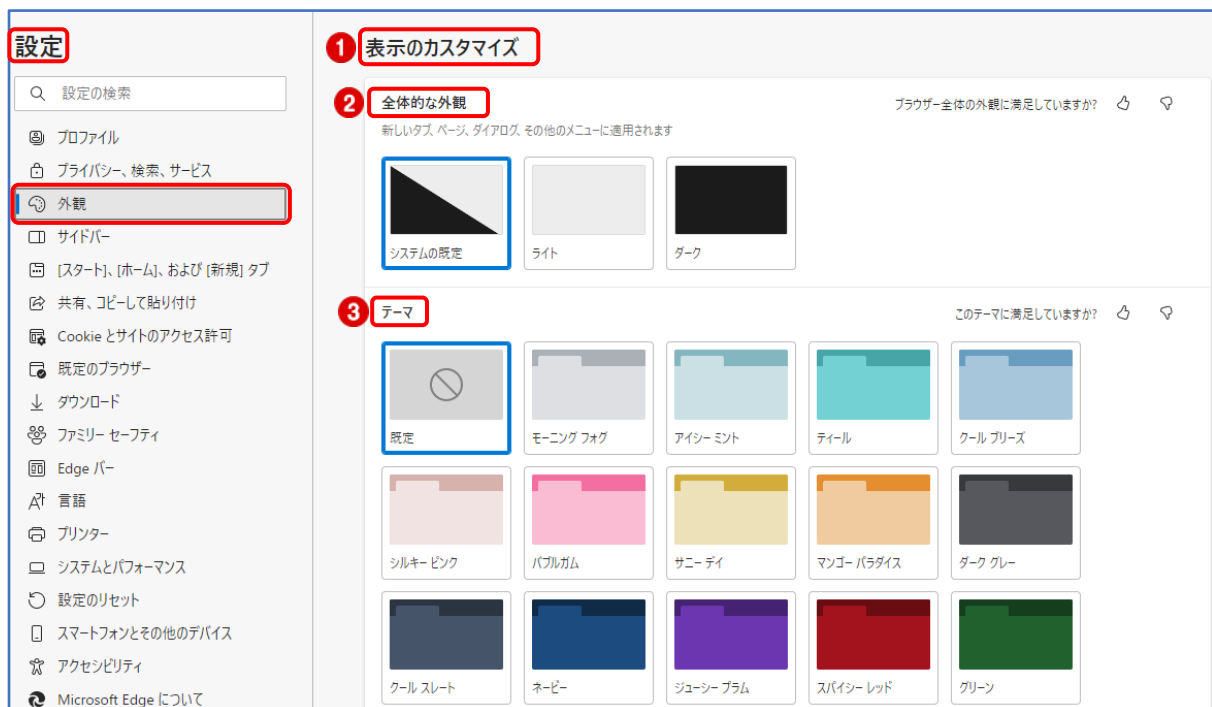 設定
設定の検索
プロファイル
プライバシー、検索、サービス
外観
サイドバー
[スタート]、[ホーム]、および [新規] タブ
共有、コピーして貼り付け
Cookie とサイトのアクセス許可
既定のブラウザー
ダウンロード
ファミリー セーフティ
Edge バー
言語
プリンター
システムとパフォーマンス
設定のリセット
スマートフォンとその他のデバイス
アクセシビリティ
Microsoft Edge について
1 表示のカスタマイズ
2 全体的な外観
ブラウザー全体の外観に満足していますか?
新しいタブ、ページ、ダイアログ、その他のメニューに適用されます
システムの既定 ライト ダーク
3 テーマ
このテーマに満足していますか?
既定 モーニング フォグ アイシー ミント ティール クール ブリーズ
シルキー ピンク バブルガム サニー デイ マンゴー パラダイス ダーク グレー
クール スレート ネービー ジューシー プラム スパイシー レッド グリーン